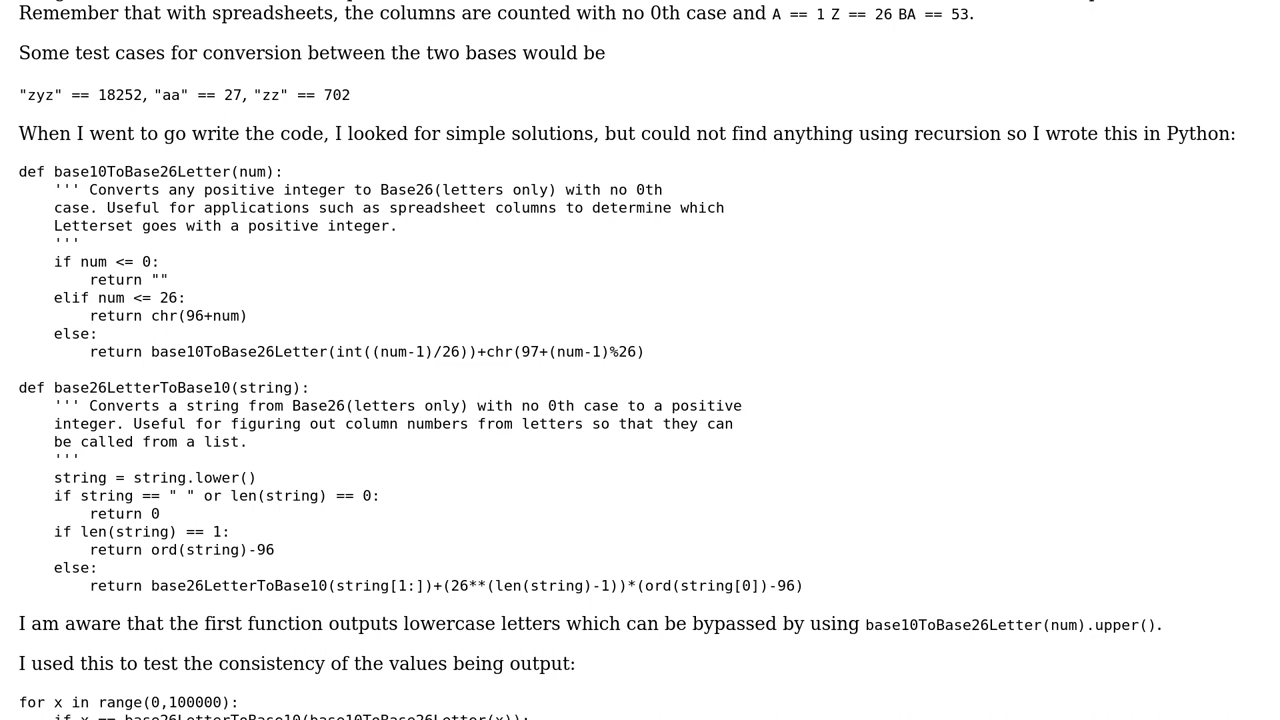 Remember that with spreadsheets, the columns are counted with no 0th case and A == 1 Z == 26 BA == 53.
Some test cases for conversion between the two bases would be
"zyz" == 18252, "aa" == 27, "zz" == 702
When I went to go write the code, I looked for simple solutions, but could not find anything using recursion so I wrote this in Python:
def base10ToBase26Letter(num):
    ''' Converts any positive integer to Base26(letters only) with no 0th
    case. Useful for applications such as spreadsheet columns to determine which
    Letterset goes with a positive integer.
    '''
    if num <= 0:
        return ""
    elif num <= 26:
        return chr(96+num)
    else:
        return base10ToBase26Letter(int((num-1)/26))+chr(97+(num-1)%26)
def base26LetterToBase10(string):
    ''' Converts a string from Base26(letters only) with no 0th case to a positive
    integer. Useful for figuring out column numbers from letters so that they can
    be called from a list.
    '''
    string = string.lower()
    if string == " " or len(string) == 0:
        return 0
    if len(string) == 1:
        return ord(string)-96
    else:
        return base26LetterToBase10(string[1:])+(26**(len(string)-1))*(ord(string[0])-96)
I am aware that the first function outputs lowercase letters which can be bypassed by using base10ToBase26Letter(num).upper().
I used this to test the consistency of the values being output:
for x in range(0,100000):
    if x == base26LetterToBase10(base10ToBase26Letter(x)):